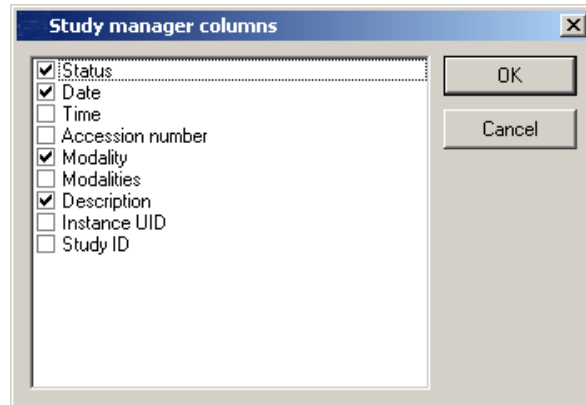 Study manager columns
Status
Date
Time
Accession number
Modality
Modalities
Description
Instance UID
Study ID
OK
Cancel